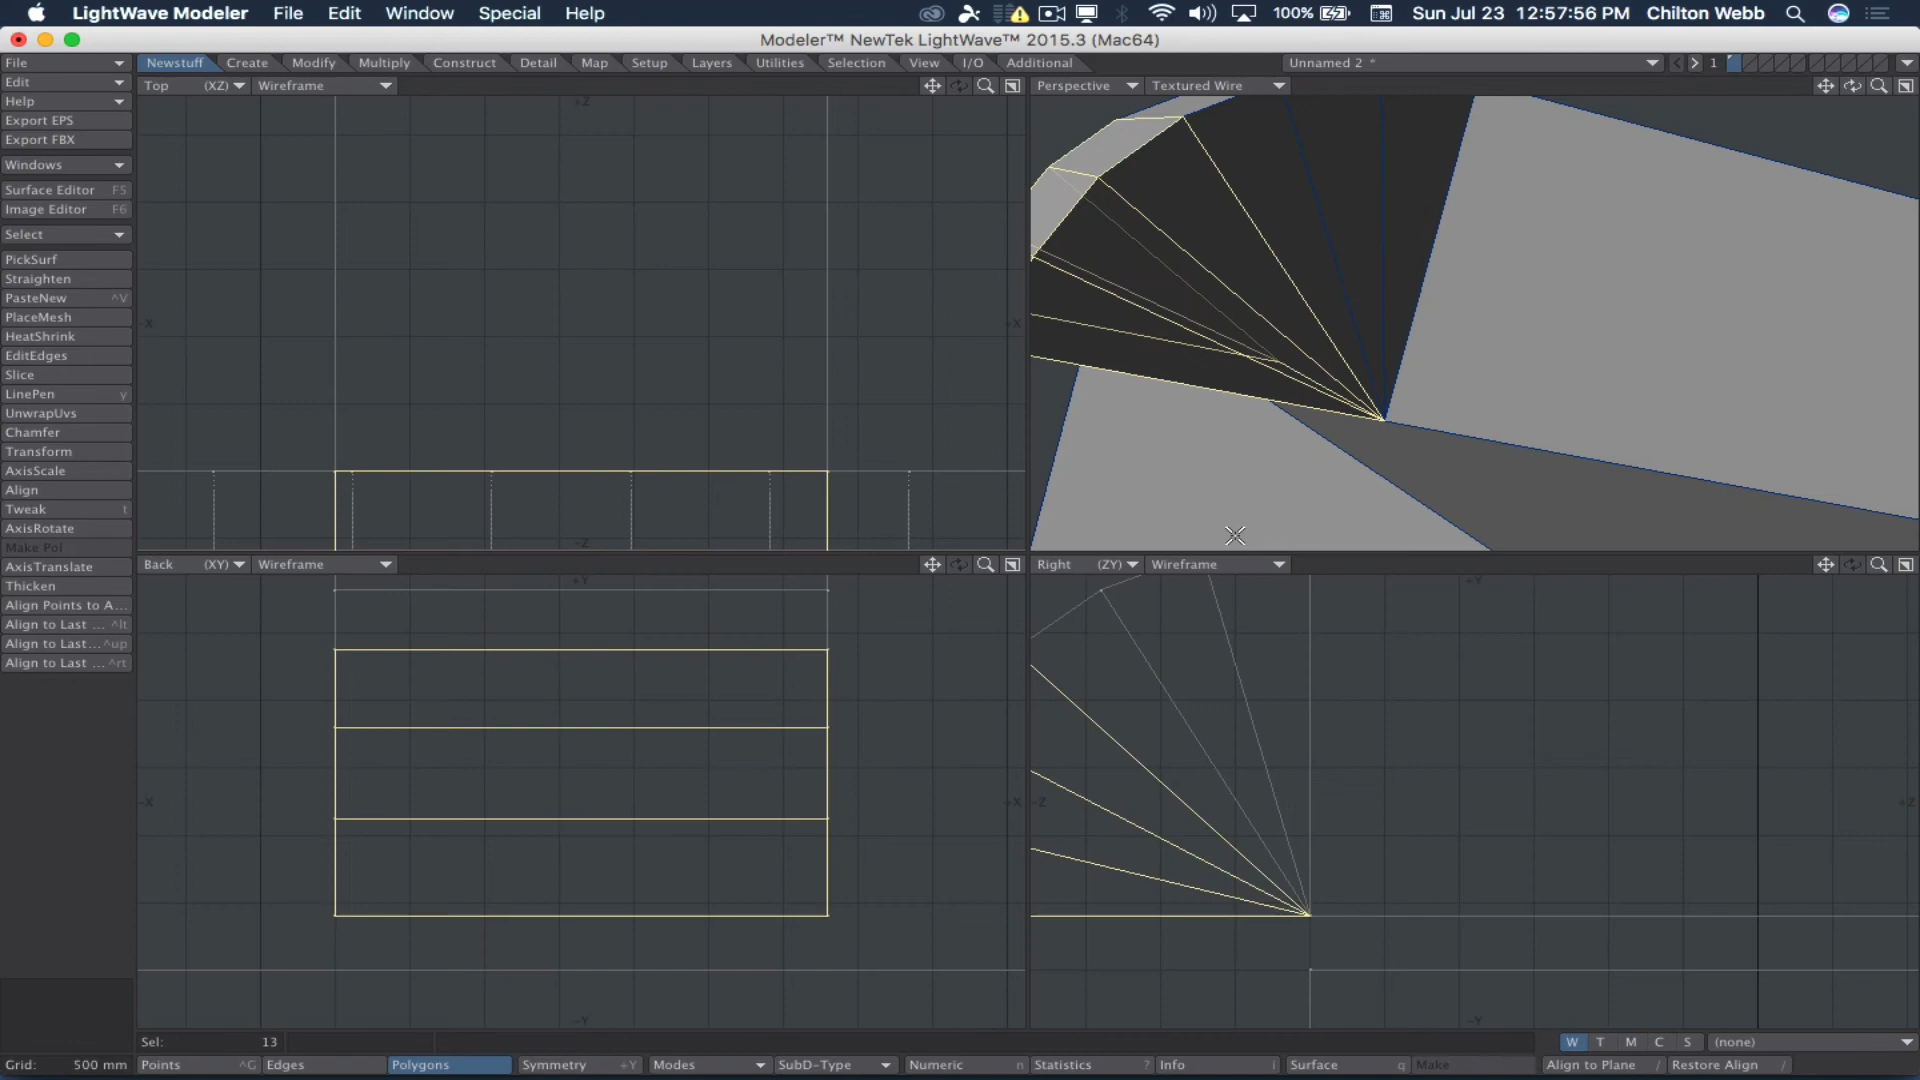 LightWave Modeler File Edit Window Special Help 100% Sun Jul 23 12:57:56 PM Chilton Webb
Modeler™ NewTek LightWave™ 2015.3 (Mac64)
File Newstuff Create Modify Multiply Construct Detail Map Setup Layers Utilities Selection View I/O Additional Unnamed 2 * < > 1
Edit Top (XZ) Wireframe Perspective Textured Wire
Help
+Z
Export EPS
Export FBX
Windows
Surface Editor F5
Image Editor F6
Select
PickSurf
Straighten
PasteNew ^V
PlaceMesh
-X +X
HeatShrink
EditEdges
Slice
LinePen y
UnwrapUvs
Chamfer
Transform
AxisScale
Align
Tweak t
AxisRotate
Make Pol
-Z
AxisTranslate Back (XY) Wireframe Right (ZY) Wireframe
Thicken
+Y +Y
Align Points to A...
Align to Last ... ^lt
Align to Last... ^up
Align to Last ... ^rt
-X +X -Z +Z
-Y -Y
Sel: 13 W T M C S (none)
Grid: 500 mm Points ^G Edges Polygons Symmetry +Y Modes SubD-Type Numeric n Statistics ? Info i Surface q Make Align to Plane / Restore Align /